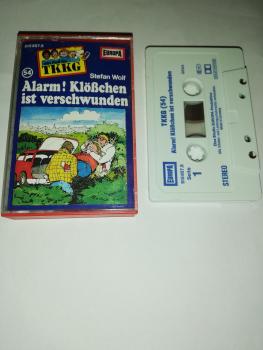 EUROPA
TKKG
54
Stefan Wolf
Alarm! Klößchen
ist verschwunden
TKKG (54)
Alarm! Klößchen ist verschwunden
EUROPA
Seite
1
STEREO